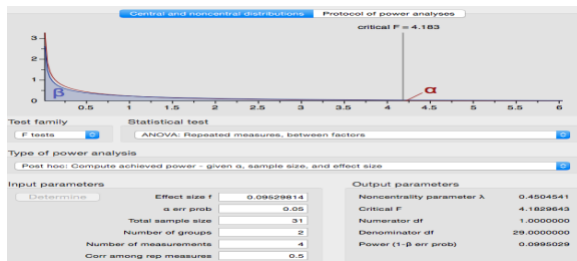 Central and noncentral distributions Protocol of power analyses
critical F = 4.183
3
2
1
β α
0
0.5 1 1.5 2 2.5 3 3.5 4 4.5 5 5.5 6
Test family Statistical test
F tests ANOVA: Repeated measures, between factors
Type of power analysis
Post hoc: Compute achieved power - given α, sample size, and effect size
Input parameters Output parameters
Determine Effect size f 0.09529814 Noncentrality parameter λ 0.4504541
α err prob 0.05 Critical F 4.1829643
Total sample size 31 Numerator df 1.0000000
Number of groups 2 Denominator df 29.0000000
Number of measurements 4 Power (1-β err prob) 0.0995029
Corr among rep measures 0.5